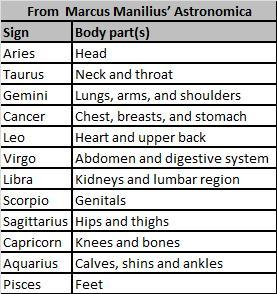 From Marcus Manilius' Astronomica
Sign Body part(s)
Aries Head
Taurus Neck and throat
Gemini Lungs, arms, and shoulders
Cancer Chest, breasts, and stomach
Leo Heart and upper back
Virgo Abdomen and digestive system
Libra Kidneys and lumbar region
Scorpio Genitals
Sagittarius Hips and thighs
Capricorn Knees and bones
Aquarius Calves, shins and ankles
Pisces Feet